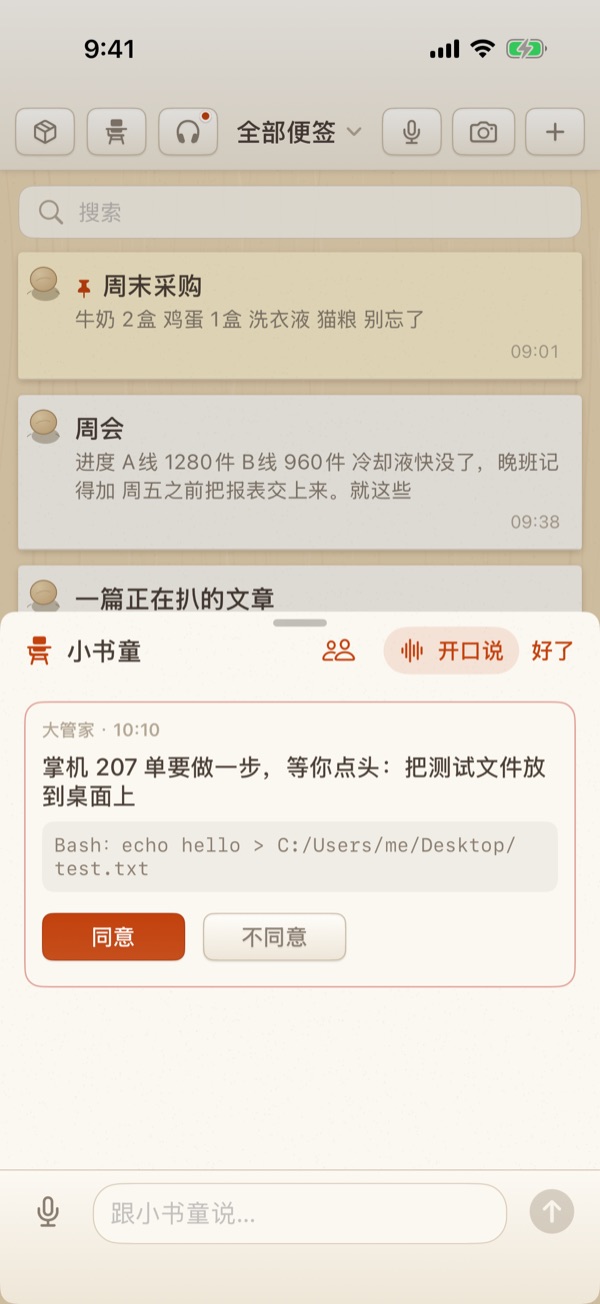 9:41
全部便签
搜索
周末采购
牛奶 2盒 鸡蛋 1盒 洗衣液 猫粮 别忘了
09:01
周会
进度 A线 1280件 B线 960件 冷却液快没了，晚班记
得加 周五之前把报表交上来。就这些
09:38
一篇正在扒的文章
小书童
开口说
好了
大管家 · 10:10
掌机 207 单要做一步，等你点头：把测试文件放
到桌面上
Bash: echo hello > C:/Users/me/Desktop/
test.txt
同意
不同意
跟小书童说…